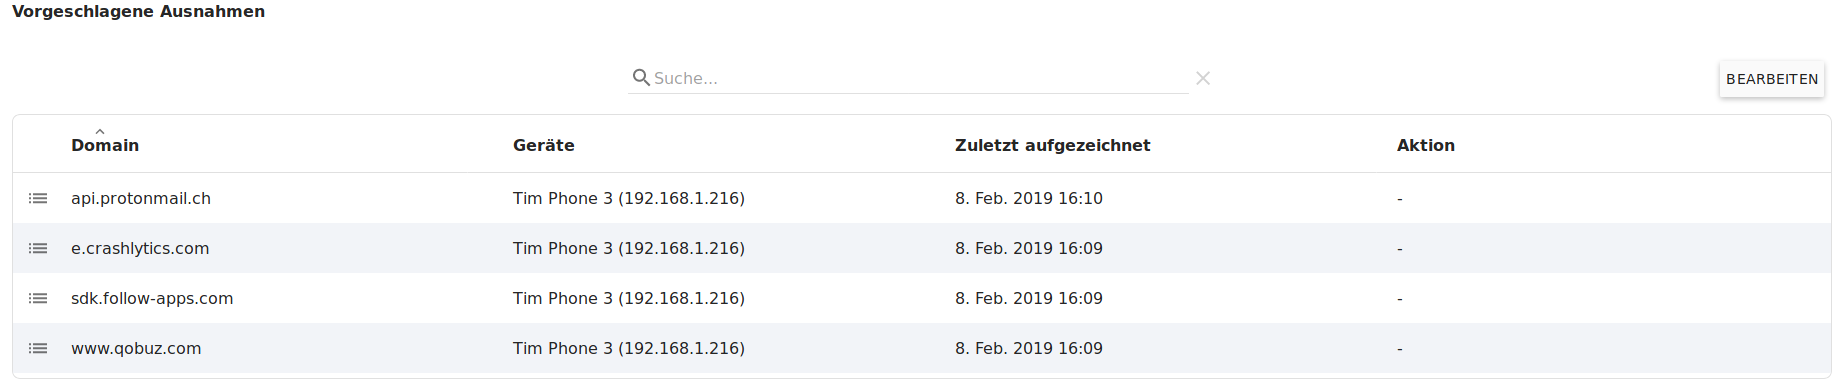 Vorgeschlagene Ausnahmen
Suche...
BEARBEITEN
Domain Geräte Zuletzt aufgezeichnet Aktion
api.protonmail.ch Tim Phone 3 (192.168.1.216) 8. Feb. 2019 16:10 -
e.crashlytics.com Tim Phone 3 (192.168.1.216) 8. Feb. 2019 16:09 -
sdk.follow-apps.com Tim Phone 3 (192.168.1.216) 8. Feb. 2019 16:09 -
www.qobuz.com Tim Phone 3 (192.168.1.216) 8. Feb. 2019 16:09 -